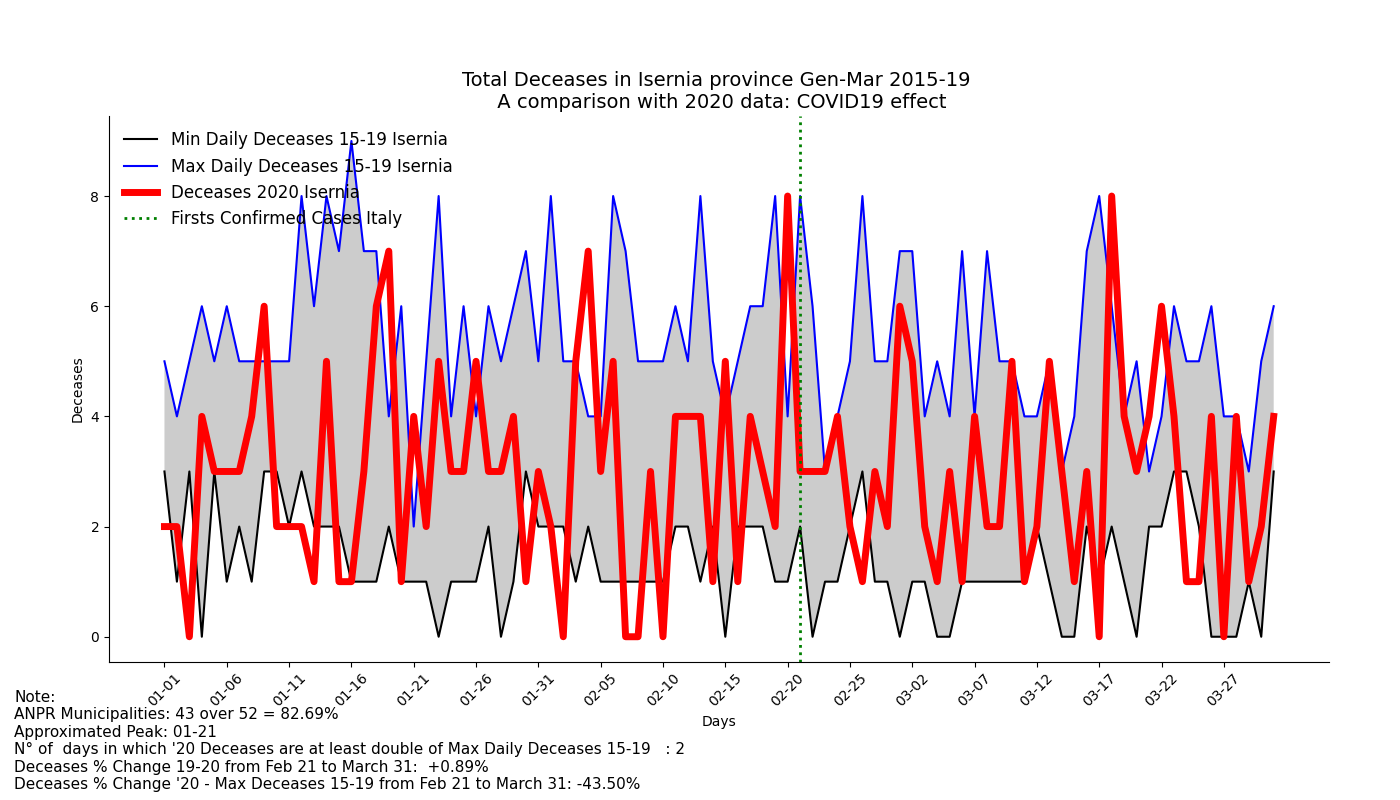 Total Deceases in Isernia province Gen-Mar 2015-19
A comparison with 2020 data: COVID19 effect
Min Daily Deceases 15-19 Isernia
Max Daily Deceases 15-19 Isernia
Deceases 2020 Isernia
Firsts Confirmed Cases Italy
Deceases
8
6
4
2
0
01-01 01-06 01-11 01-16 01-21 01-26 01-31 02-05 02-10 02-15 02-20 02-25 03-02 03-07 03-12 03-17 03-22 03-27
Days
Note:
ANPR Municipalities: 43 over 52 = 82.69%
Approximated Peak: 01-21
N° of  days in which '20 Deceases are at least double of Max Daily Deceases 15-19   : 2
Deceases % Change 19-20 from Feb 21 to March 31:  +0.89%
Deceases % Change '20 - Max Deceases 15-19 from Feb 21 to March 31: -43.50%